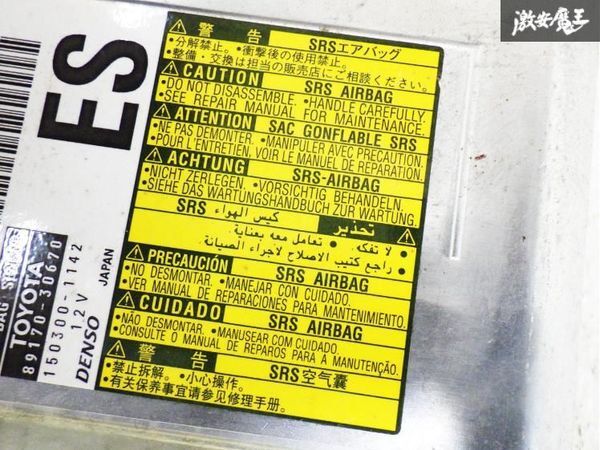 激安魔王
ES
BAG
TOYOTA
89170-30670
150300-1142
12V
DENSO JAPAN
警告 SRSエアバッグ
•分解禁止。•衝撃後の使用禁止。
•整備・交換は担当の販売店にご相談ください。
CAUTION SRS AIRBAG
•DO NOT DISASSEMBLE. •HANDLE CAREFULLY.
•SEE REPAIR MANUAL FOR MAINTENANCE.
ATTENTION SAC GONFLABLE SRS
•NE PAS DEMONTER. •MANIPULER AVEC PRECAUTION.
•POUR L'ENTRETIEN, VOIR LE MANUEL DE REPARATION.
ACHTUNG SRS-AIRBAG
•NICHT ZERLEGEN. •VORSICHTIG BEHANDELN.
•SIEHE DAS WARTUNGSHANDBUCH ZUR WARTUNG
تحذير كيس الهواء SRS
• لا تفكه. • تعامل معه بعناية.
• راجع كتيب الاصلاح لأجراء الصيانة.
PRECAUCIÓN SRS AIRBAG
•NO DESMONTAR. •MANEJAR CON CUIDADO.
•VER MANUAL DE REPARACIONES PARA MANTENIMIENTO.
CUIDADO SRS AIRBAG
•NÃO DESMONTAR. •MANUSEAR COM CUIDADO.
•CONSULTE O MANUAL DE REPAROS PARA A MANUTENÇÃO.
警告 SRS空气囊
•禁止拆解。•小心操作。
•有关保养事宜请参见修理手册。